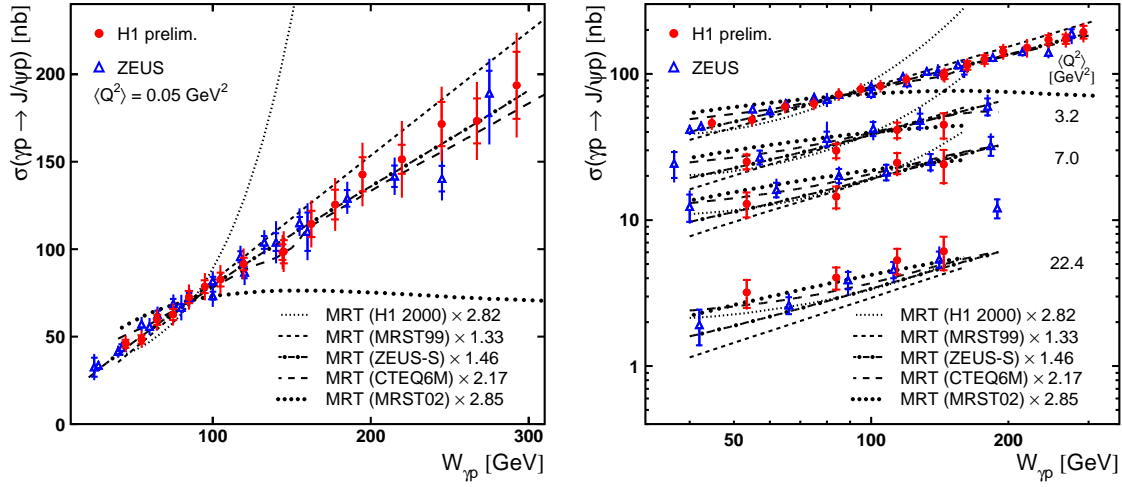 σ(γp → J/ψp) [nb]
H1 prelim.
ZEUS
⟨Q²⟩ = 0.05 GeV²
200
150
100
50
0
MRT (H1 2000) × 2.82
MRT (MRST99) × 1.33
MRT (ZEUS-S) × 1.46
MRT (CTEQ6M) × 2.17
MRT (MRST02) × 2.85
100 200 300
Wγp [GeV]
σ(γp → J/ψp) [nb]
H1 prelim.
ZEUS
⟨Q²⟩
[GeV²]
3.2
7.0
22.4
100
10
1
MRT (H1 2000) × 2.82
MRT (MRST99) × 1.33
MRT (ZEUS-S) × 1.46
MRT (CTEQ6M) × 2.17
MRT (MRST02) × 2.85
50 100 200
Wγp [GeV]